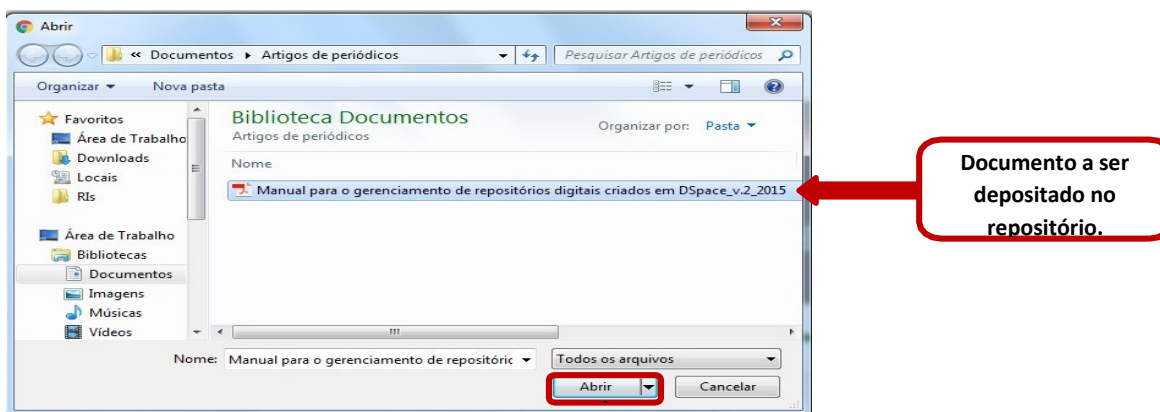 Abrir
« Documentos ▸ Artigos de periódicos
Pesquisar Artigos de periódicos
Organizar
Nova pasta
Favoritos
Área de Trabalho
Downloads
Locais
RIs
Área de Trabalho
Bibliotecas
Documentos
Imagens
Músicas
Vídeos
Biblioteca Documentos
Artigos de periódicos
Organizar por: Pasta
Nome
Manual para o gerenciamento de repositórios digitais criados em DSpace_v.2_2015
Nome: Manual para o gerenciamento de repositóric
Todos os arquivos
Abrir
Cancelar
Documento a ser
depositado no
repositório.